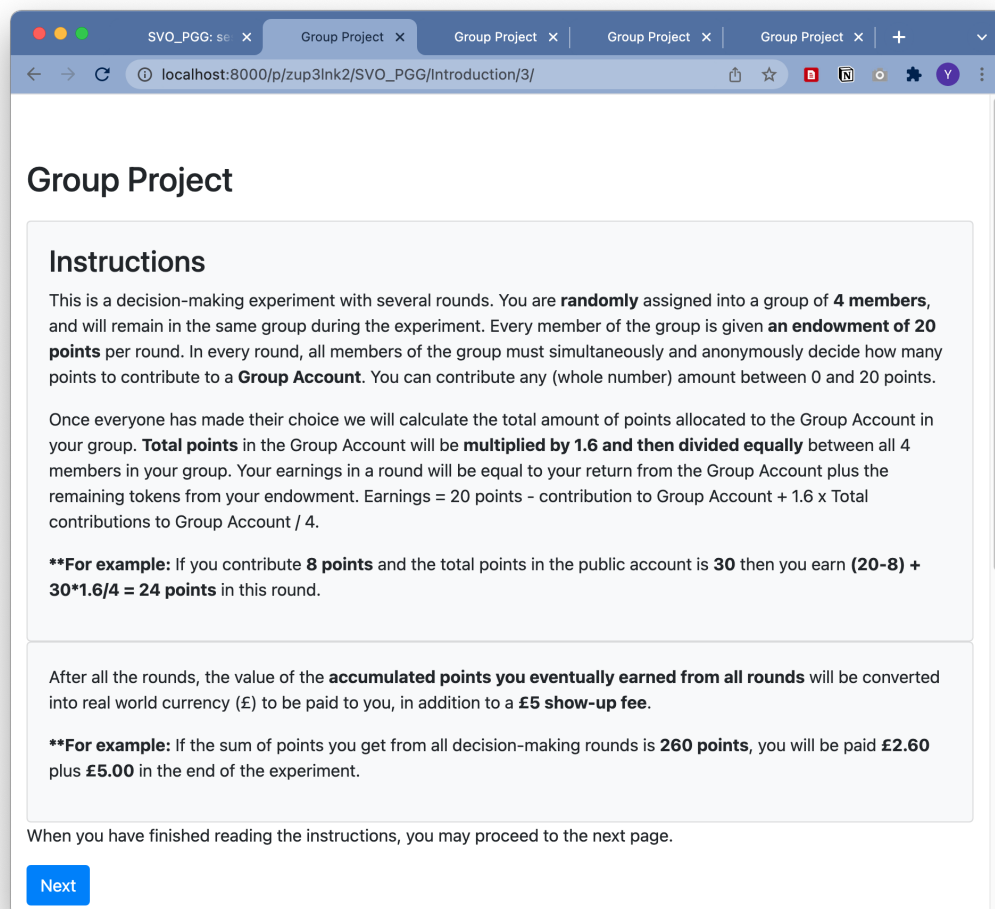 SVO_PGG: se
Group Project
Group Project
Group Project
Group Project
localhost:8000/p/zup3lnk2/SVO_PGG/Introduction/3/
Y
Group Project
Instructions
This is a decision-making experiment with several rounds. You are randomly assigned into a group of 4 members,
and will remain in the same group during the experiment. Every member of the group is given an endowment of 20
points per round. In every round, all members of the group must simultaneously and anonymously decide how many
points to contribute to a Group Account. You can contribute any (whole number) amount between 0 and 20 points.
Once everyone has made their choice we will calculate the total amount of points allocated to the Group Account in
your group. Total points in the Group Account will be multiplied by 1.6 and then divided equally between all 4
members in your group. Your earnings in a round will be equal to your return from the Group Account plus the
remaining tokens from your endowment. Earnings = 20 points - contribution to Group Account + 1.6 x Total
contributions to Group Account / 4.
**For example: If you contribute 8 points and the total points in the public account is 30 then you earn (20-8) +
30*1.6/4 = 24 points in this round.
After all the rounds, the value of the accumulated points you eventually earned from all rounds will be converted
into real world currency (£) to be paid to you, in addition to a £5 show-up fee.
**For example: If the sum of points you get from all decision-making rounds is 260 points, you will be paid £2.60
plus £5.00 in the end of the experiment.
When you have finished reading the instructions, you may proceed to the next page.
Next